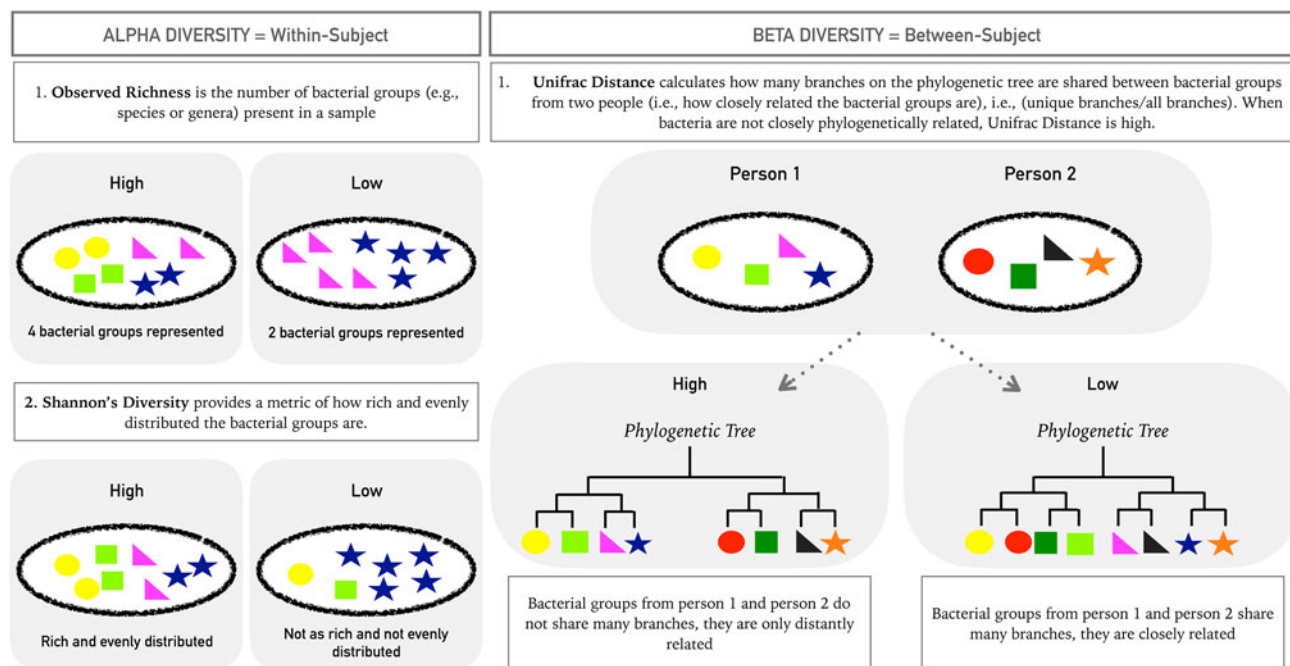 ALPHA DIVERSITY = Within-Subject
1. Observed Richness is the number of bacterial groups (e.g.,
species or genera) present in a sample
High
Low
4 bacterial groups represented
2 bacterial groups represented
2. Shannon's Diversity provides a metric of how rich and evenly
distributed the bacterial groups are.
High
Low
Rich and evenly distributed
Not as rich and not evenly
distributed
BETA DIVERSITY = Between-Subject
1. Unifrac Distance calculates how many branches on the phylogenetic tree are shared between bacterial groups
from two people (i.e., how closely related the bacterial groups are), i.e., (unique branches/all branches). When
bacteria are not closely phylogenetically related, Unifrac Distance is high.
Person 1
Person 2
High
Phylogenetic Tree
Bacterial groups from person 1 and person 2 do
not share many branches, they are only distantly
related
Low
Phylogenetic Tree
Bacterial groups from person 1 and person 2 share
many branches, they are closely related